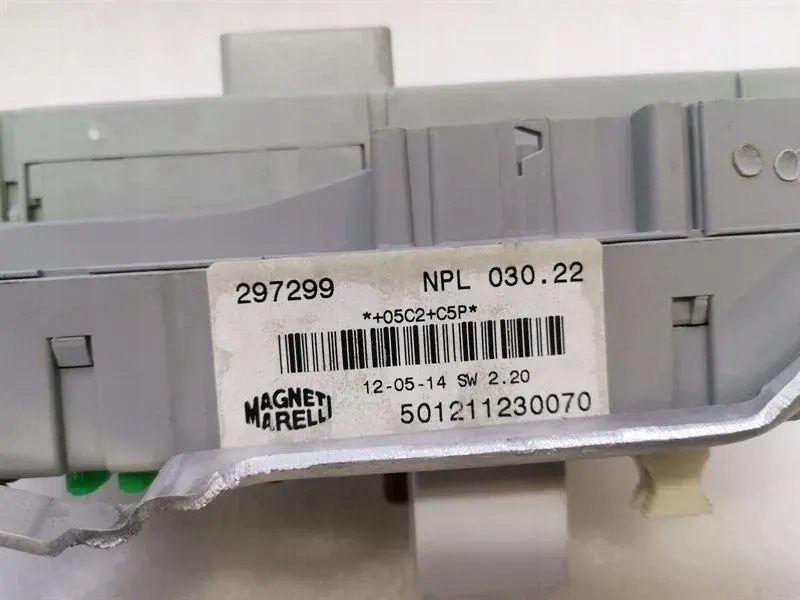 297299 NPL 030.22
*+05C2+C5P*
12-05-14 SW 2.20
MAGNETI MARELLI
501211230070